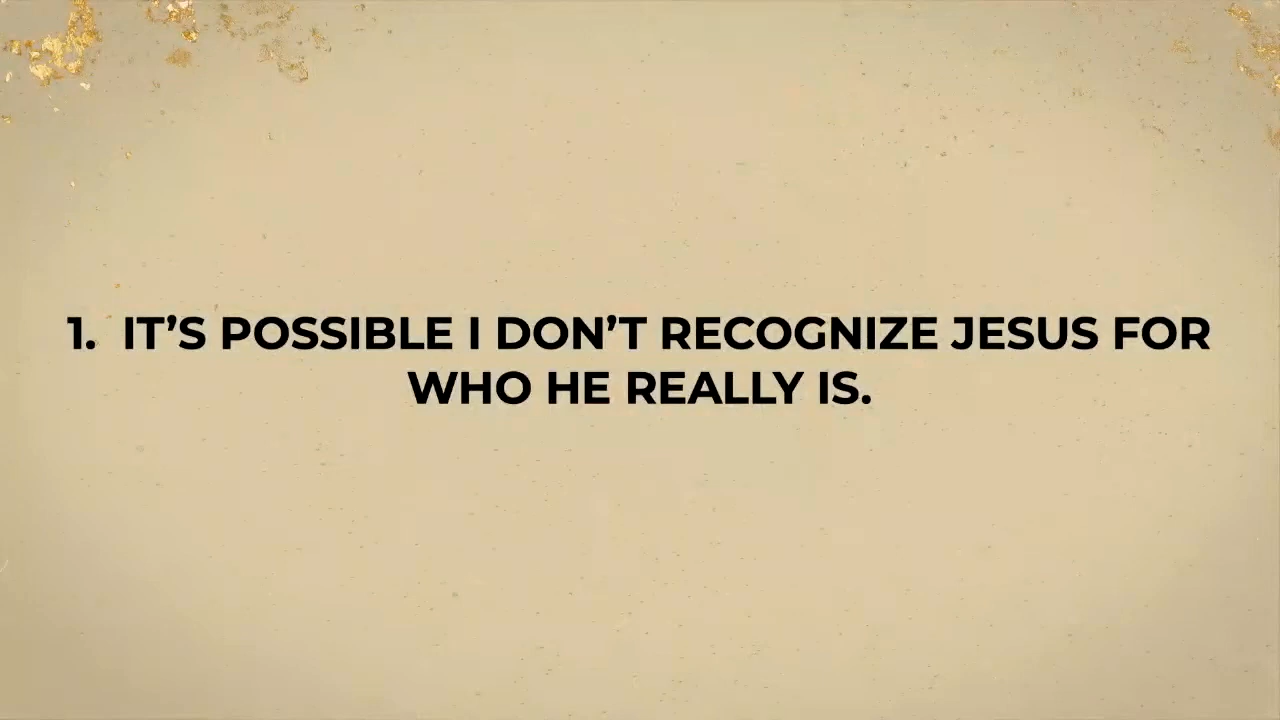 1. IT’S POSSIBLE I DON’T RECOGNIZE JESUS FOR
WHO HE REALLY IS.